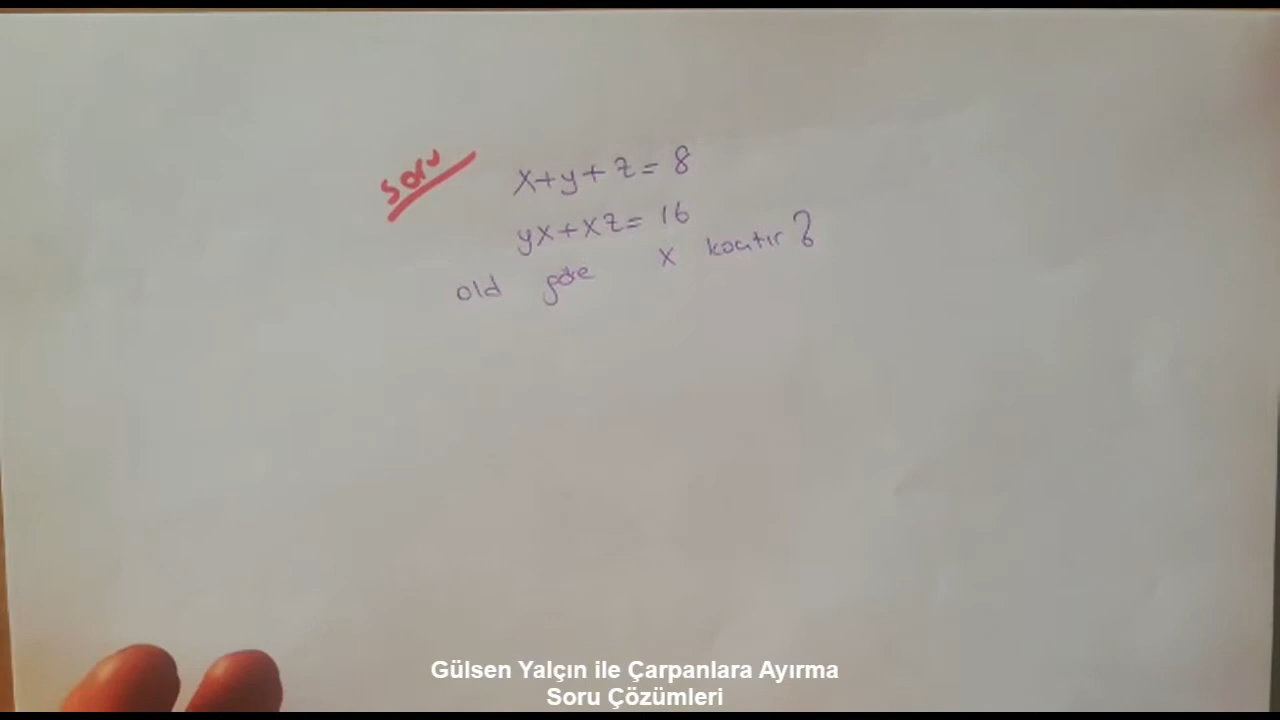 Soru
x+y+z=8
yx+xz=16
old göre x kaçtır?
Gülsen Yalçın ile Çarpanlara Ayırma
Soru Çözümleri